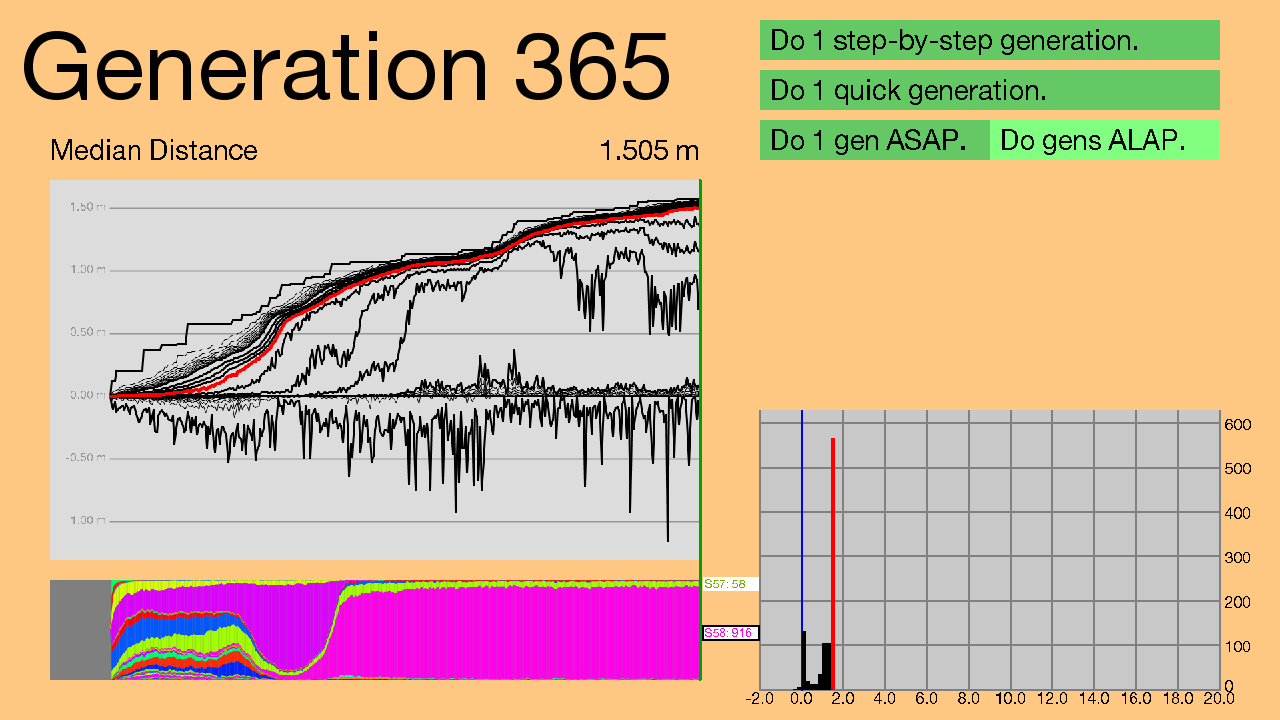 Generation 365
Do 1 step-by-step generation.
Do 1 quick generation.
Do 1 gen ASAP.
Do gens ALAP.
Median Distance
1.505 m
1.50 m
1.00 m
0.50 m
0.00 m
-0.50 m
1.00 m
S57: 58
S58: 916
600
500
400
300
200
100
0
-2.0 0.0 2.0 4.0 6.0 8.0 10.0 12.0 14.0 16.0 18.0 20.0